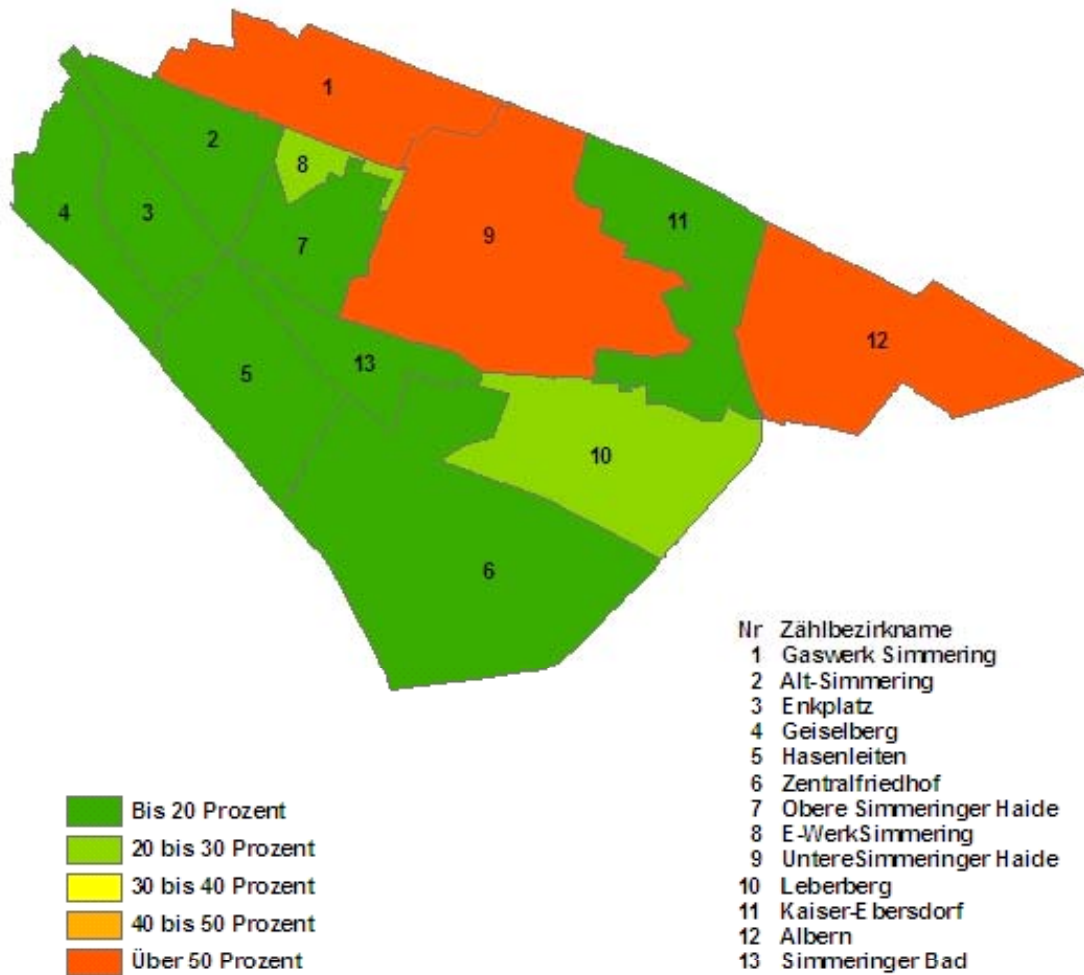 1
2
8
4
3
11
7
9
12
13
5
10
6
Nr Zählbezirkname
1 Gaswerk Simmering
2 Alt-Simmering
3 Enkplatz
4 Geiselberg
5 Hasenleiten
6 Zentralfriedhof
7 Obere Simmeringer Haide
8 E-WerkSimmering
9 UntereSimmeringer Haide
10 Leberberg
11 Kaiser-Ebersdorf
12 Albern
13 Simmeringer Bad
Bis 20 Prozent
20 bis 30 Prozent
30 bis 40 Prozent
40 bis 50 Prozent
Über 50 Prozent